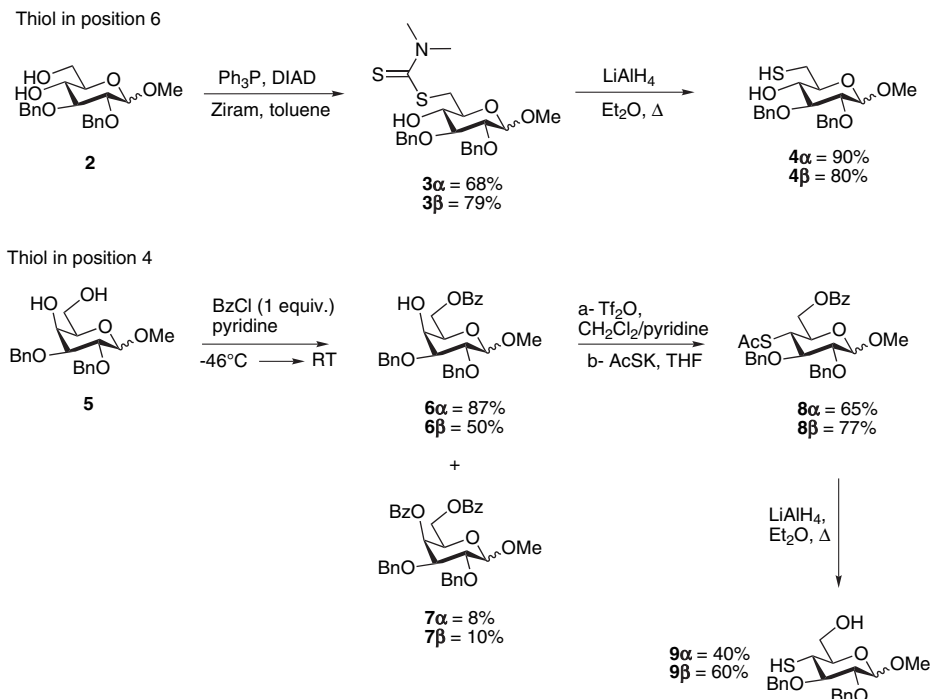 Thiol in position 6
HO
HO
BnO
BnO
O
OMe
2
Ph3P, DIAD
Ziram, toluene
N
S
S
HO
BnO
BnO
O
OMe
3α = 68%
3β = 79%
LiAlH4
Et2O, Δ
HS
HO
BnO
BnO
O
OMe
4α = 90%
4β = 80%
Thiol in position 4
HO
OH
BnO
BnO
O
OMe
5
BzCl (1 equiv.)
pyridine
-46°C → RT
HO
OBz
BnO
BnO
O
OMe
6α = 87%
6β = 50%
+
BzO
OBz
BnO
BnO
O
OMe
7α = 8%
7β = 10%
a- Tf2O,
CH2Cl2/pyridine
b- AcSK, THF
OBz
AcS
BnO
BnO
O
OMe
8α = 65%
8β = 77%
LiAlH4,
Et2O, Δ
9α = 40%
9β = 60%
OH
HS
BnO
BnO
O
OMe